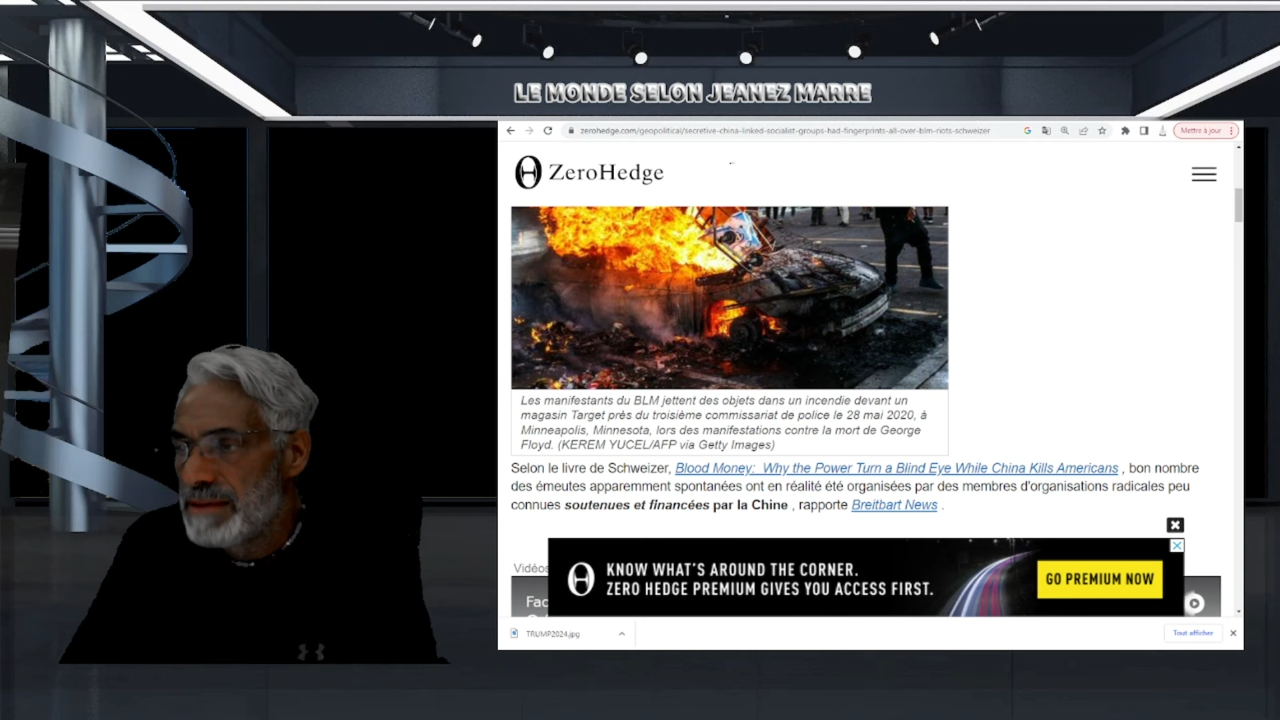 LE MONDE SELON JEANEZ MARRE
zerohedge.com/geopolitical/secretive-china-linked-socialist-groups-had-fingerprints-all-over-blm-riots-schweizer
Mettre à jour
ZeroHedge
Les manifestants du BLM jettent des objets dans un incendie devant un
magasin Target près du troisième commissariat de police le 28 mai 2020, à
Minneapolis, Minnesota, lors des manifestations contre la mort de George
Floyd. (KEREM YUCEL/AFP via Getty Images)
Selon le livre de Schweizer, Blood Money: Why the Power Turn a Blind Eye While China Kills Americans , bon nombre
des émeutes apparemment spontanées ont en réalité été organisées par des membres d'organisations radicales peu
connues soutenues et financées par la Chine , rapporte Breitbart News .
Vidéos
Fac
KNOW WHAT'S AROUND THE CORNER.
ZERO HEDGE PREMIUM GIVES YOU ACCESS FIRST.
GO PREMIUM NOW
TRUMP2024.jpg
Tout afficher